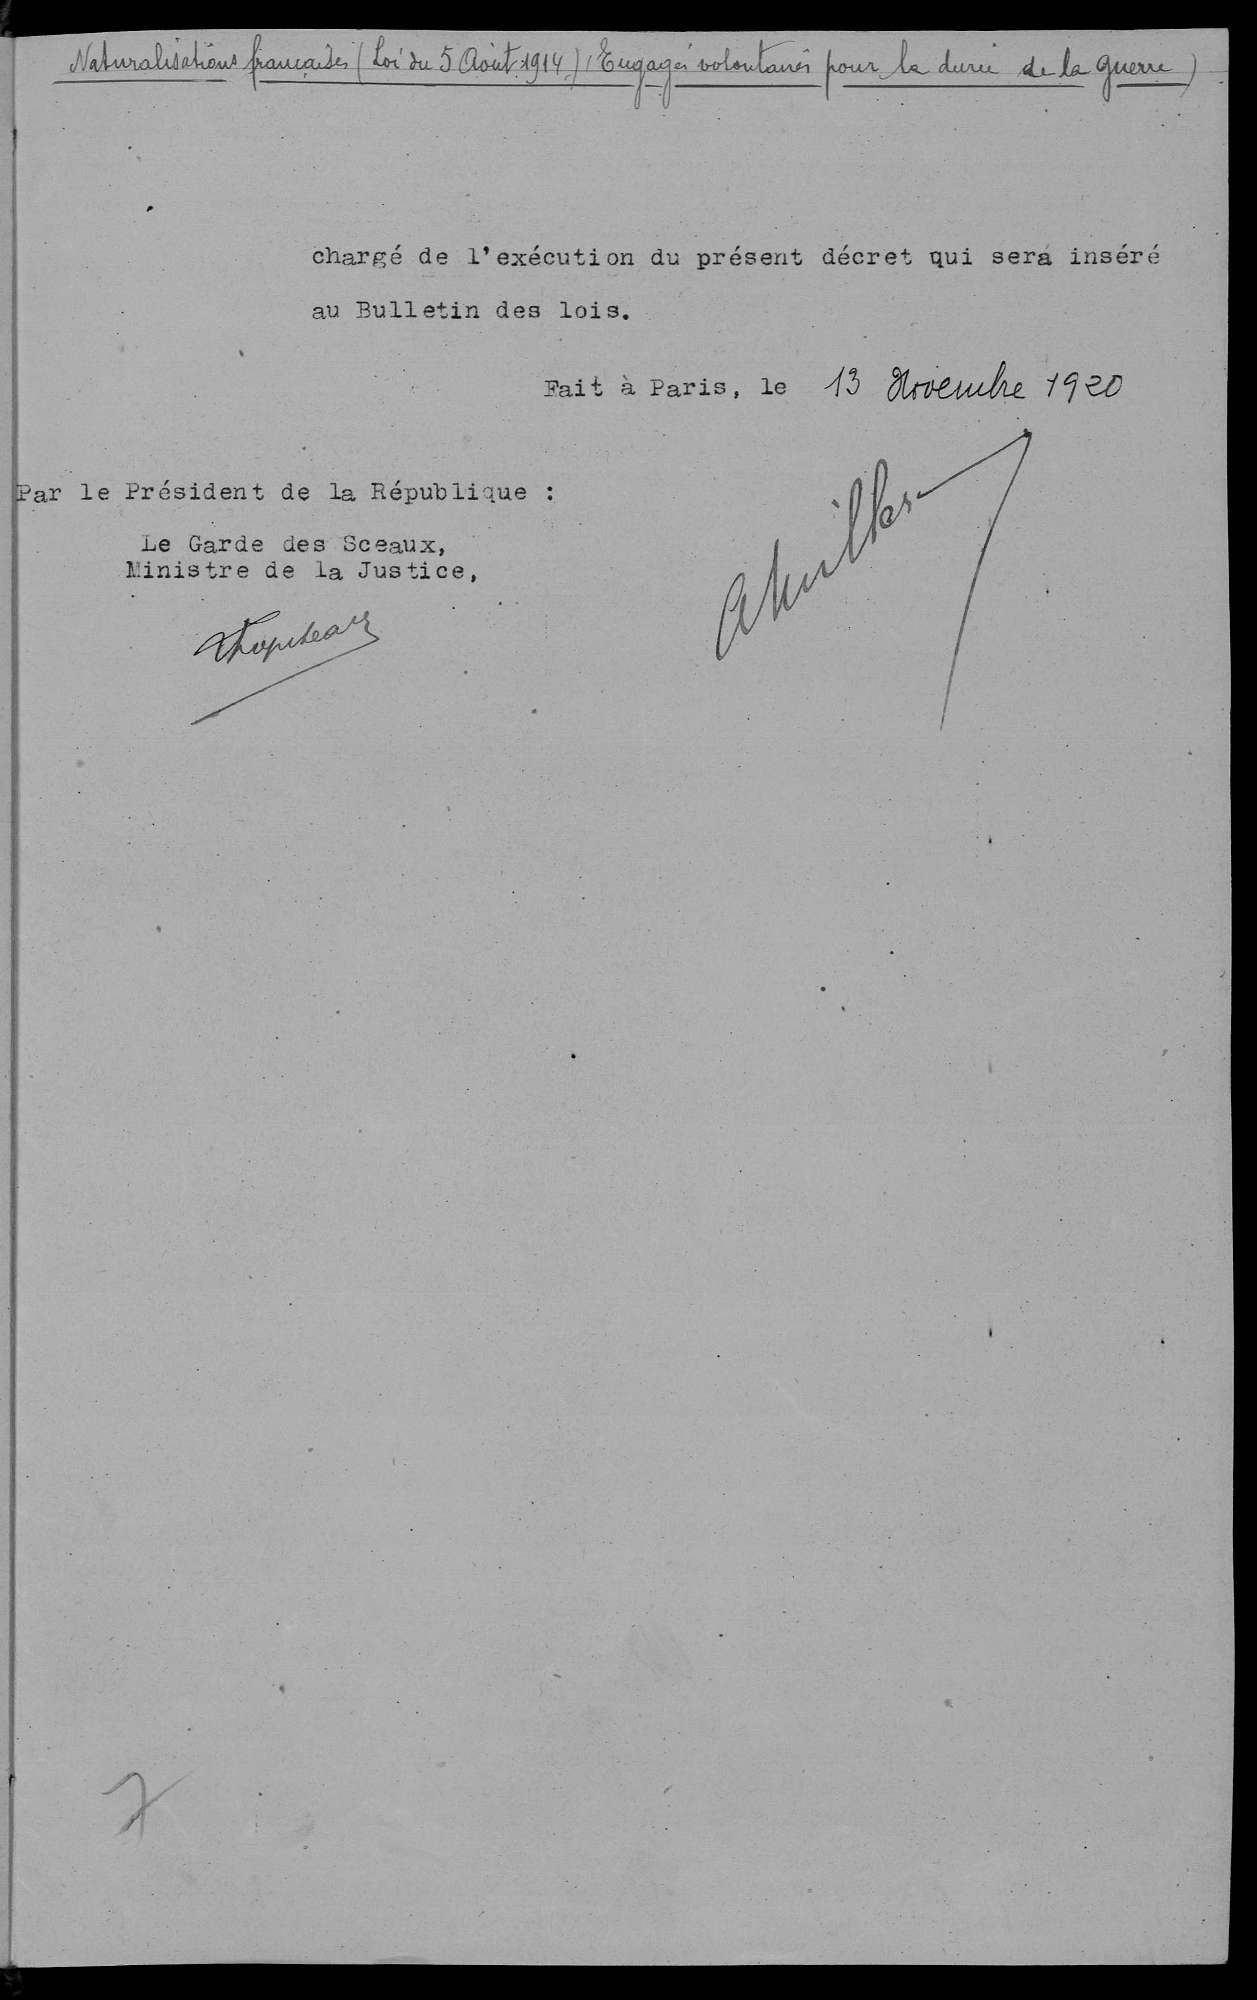 Naturalisations françaises (Loi du 5 Août 1914) (Engagés volontaires pour la durée de la guerre)
chargé de l'exécution du présent décret qui sera inséré
au Bulletin des lois.
Fait à Paris, le 13 Novembre 1920
Par le Président de la République :
Le Garde des Sceaux,
Ministre de la Justice,
7